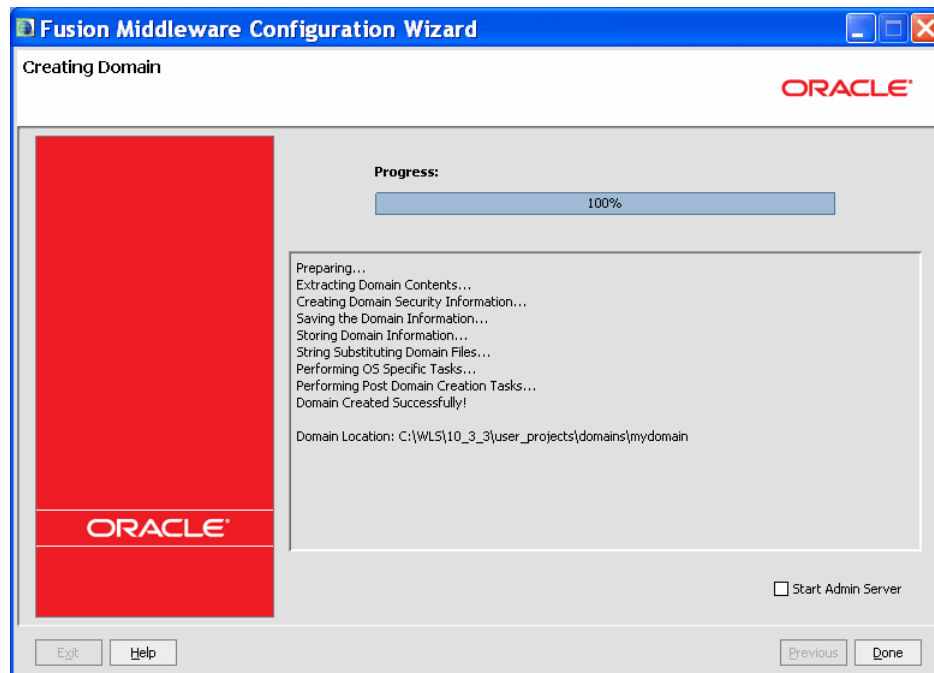 Fusion Middleware Configuration Wizard
Creating Domain
ORACLE
Progress:
100%
Preparing...
Extracting Domain Contents...
Creating Domain Security Information...
Saving the Domain Information...
Storing Domain Information...
String Substituting Domain Files...
Performing OS Specific Tasks...
Performing Post Domain Creation Tasks...
Domain Created Successfully!
Domain Location: C:\WLS\10_3_3\user_projects\domains\mydomain
ORACLE
Start Admin Server
Exit Help Previous Done